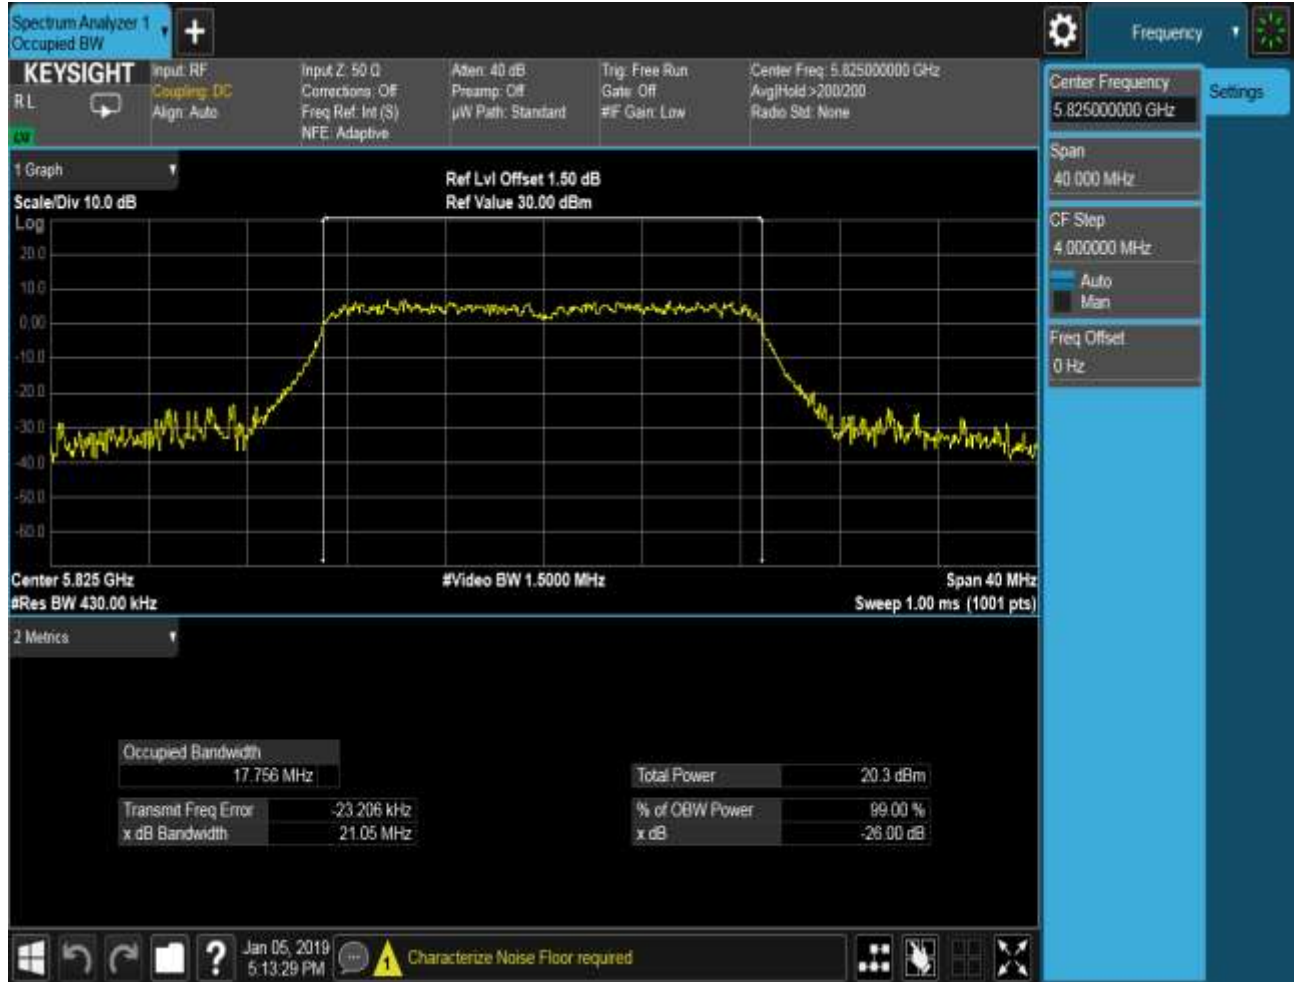 Spectrum Analyzer 1
Occupied BW
Frequency
KEYSIGHT
R L
Input: RF
Coupling: DC
Align: Auto
Input Z: 50 Ω
Corrections: Off
Freq Ref: Int (S)
NFE: Adaptive
Atten: 40 dB
Preamp: Off
µW Path: Standard
Trig: Free Run
Gate: Off
#IF Gain: Low
Center Freq: 5.825000000 GHz
Avg|Hold:>200/200
Radio Std: None
Center Frequency
5.825000000 GHz
Settings
Span
40.000 MHz
CF Step
4.000000 MHz
Auto
Man
Freq Offset
0 Hz
1 Graph
Scale/Div 10.0 dB
Ref Lvl Offset 1.50 dB
Ref Value 30.00 dBm
Log
20.0
10.0
0.00
-10.0
-20.0
-30.0
-40.0
-50.0
-60.0
Center 5.825 GHz
#Video BW 1.5000 MHz
Span 40 MHz
#Res BW 430.00 kHz
Sweep 1.00 ms (1001 pts)
2 Metrics
Occupied Bandwidth
17.756 MHz
Total Power 20.3 dBm
Transmit Freq Error -23.206 kHz
% of OBW Power 99.00 %
x dB Bandwidth 21.05 MHz
x dB -26.00 dB
Jan 05, 2019
5:13:29 PM
Characterize Noise Floor required